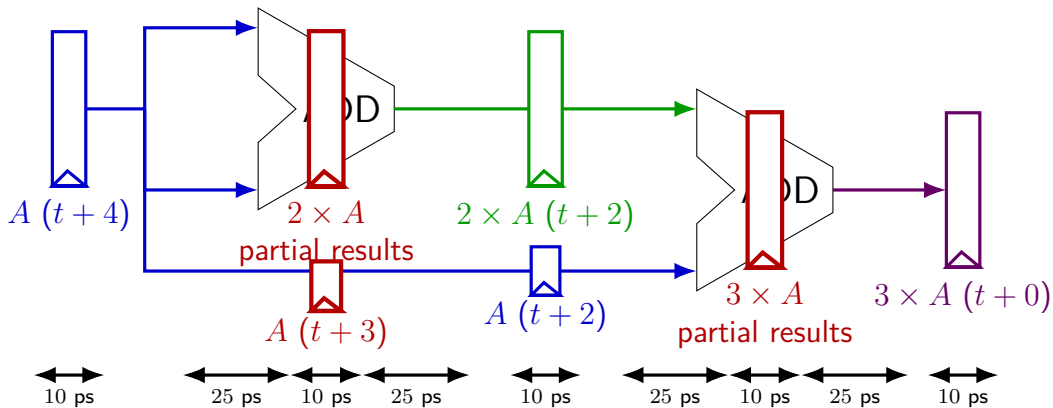 ADD
A (t + 4)
2 × A
partial results
2 × A (t + 2)
ADD
A (t + 3)
A (t + 2)
3 × A
partial results
3 × A (t + 0)
10 ps
25 ps
10 ps
25 ps
10 ps
25 ps
10 ps
25 ps
10 ps